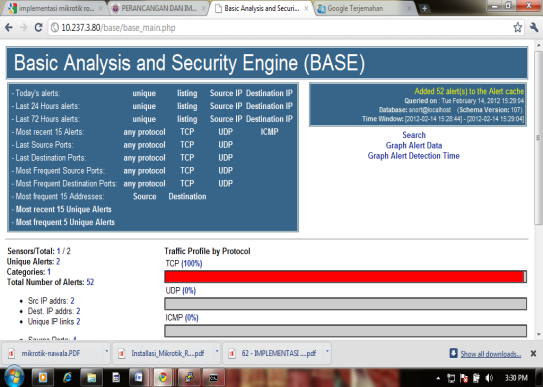 implementasi mikrotik ro...
PERANCANGAN DAN IM...
Basic Analysis and Securi...
Google Terjemahan
10.237.3.80/base/base_main.php
Basic Analysis and Security Engine (BASE)
- Today's alerts: unique listing Source IP Destination IP
- Last 24 Hours alerts: unique listing Source IP Destination IP
- Last 72 Hours alerts: unique listing Source IP Destination IP
- Most recent 15 Alerts: any protocol TCP UDP ICMP
- Last Source Ports: any protocol TCP UDP
- Last Destination Ports: any protocol TCP UDP
- Most Frequent Source Ports: any protocol TCP UDP
- Most Frequent Destination Ports: any protocol TCP UDP
- Most frequent 15 Addresses: Source Destination
- Most recent 15 Unique Alerts
- Most frequent 5 Unique Alerts
Added 52 alert(s) to the Alert cache
Queried on : Tue February 14, 2012 15:29:04
Database: snort@localhost (Schema Version: 107)
Time Window: [2012-02-14 15:28:44] - [2012-02-14 15:29:04]
Search
Graph Alert Data
Graph Alert Detection Time
Sensors/Total: 1 / 2
Unique Alerts: 2
Categories: 1
Total Number of Alerts: 52
• Src IP addrs: 2
• Dest. IP addrs: 2
• Unique IP links 2
Traffic Profile by Protocol
TCP (100%)
UDP (0%)
ICMP (0%)
mikrotik-nawala.PDF
Installasi_Mikrotik_R....pdf
62 - IMPLEMENTASI ....pdf
Show all downloads...
3:30 PM